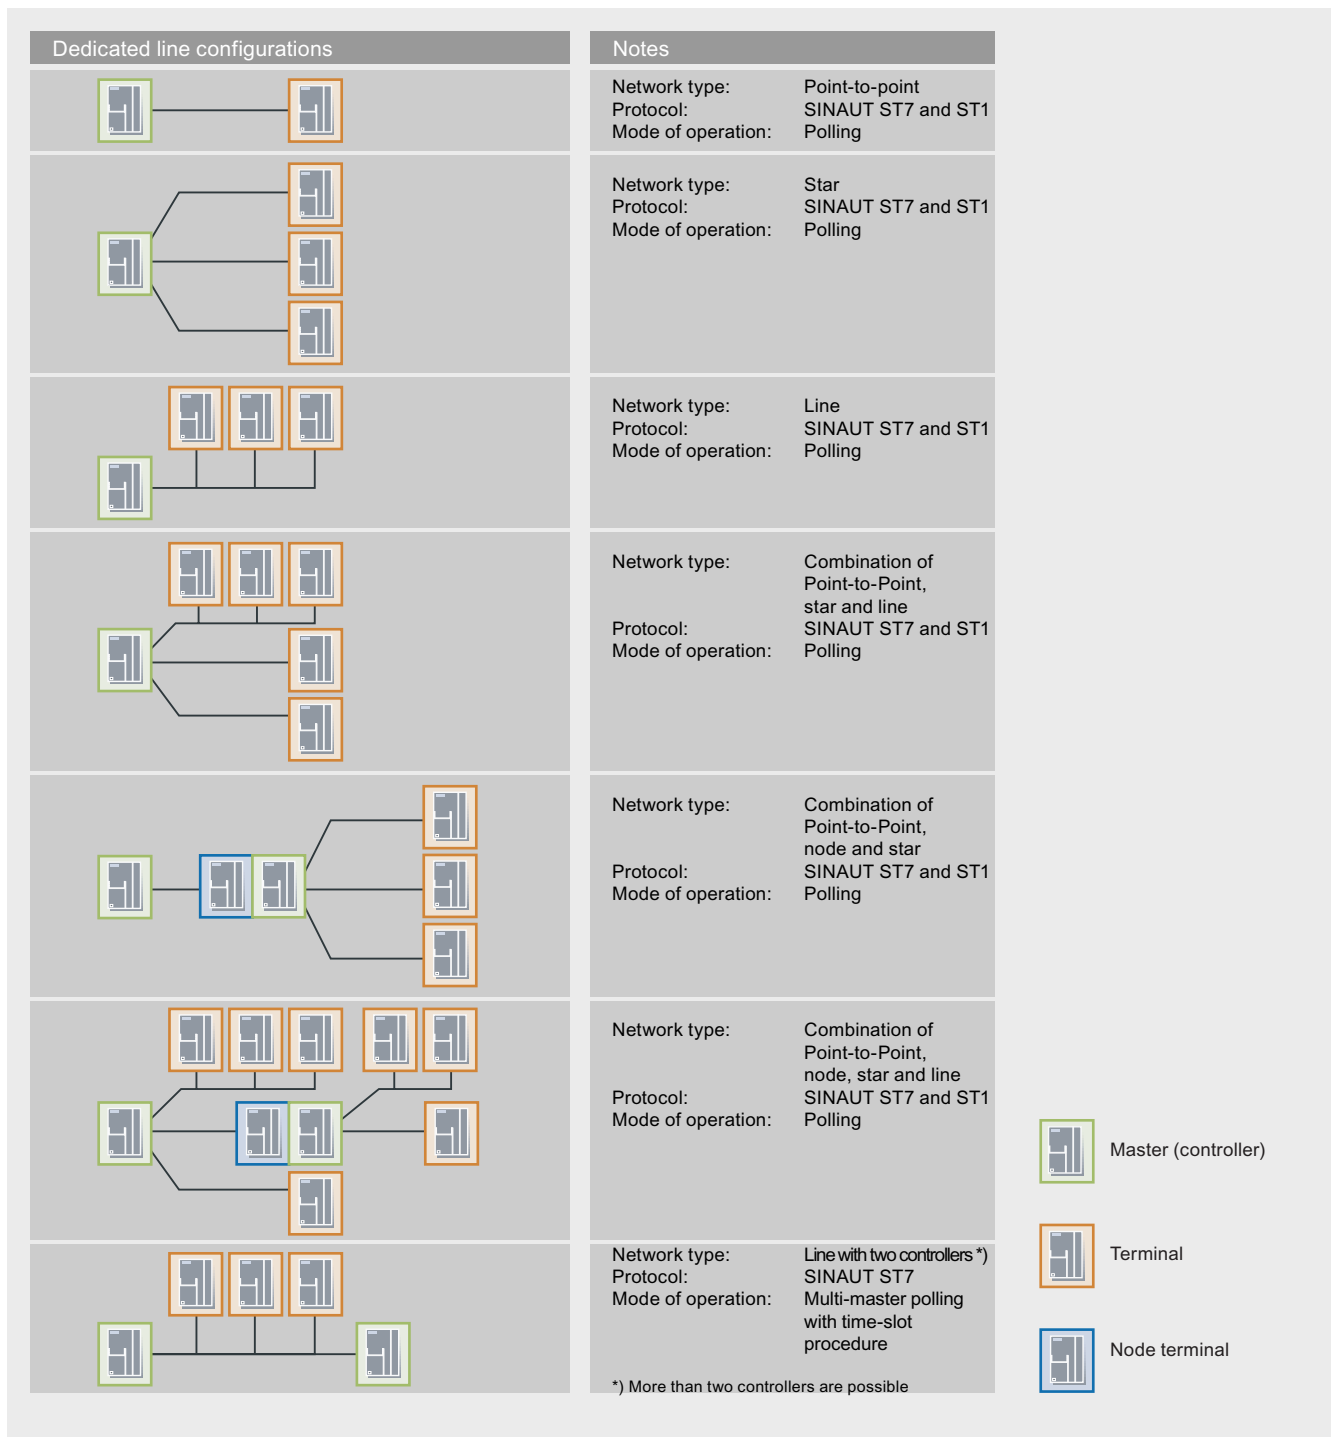 Dedicated line configurations
Notes
Network type: Point-to-point
Protocol: SINAUT ST7 and ST1
Mode of operation: Polling
Network type: Star
Protocol: SINAUT ST7 and ST1
Mode of operation: Polling
Network type: Line
Protocol: SINAUT ST7 and ST1
Mode of operation: Polling
Network type: Combination of
Point-to-Point,
star and line
Protocol: SINAUT ST7 and ST1
Mode of operation: Polling
Network type: Combination of
Point-to-Point,
node and star
Protocol: SINAUT ST7 and ST1
Mode of operation: Polling
Network type: Combination of
Point-to-Point,
node, star and line
Protocol: SINAUT ST7 and ST1
Mode of operation: Polling
Network type: Line with two controllers *)
Protocol: SINAUT ST7
Mode of operation: Multi-master polling
with time-slot
procedure
*) More than two controllers are possible
Master (controller)
Terminal
Node terminal